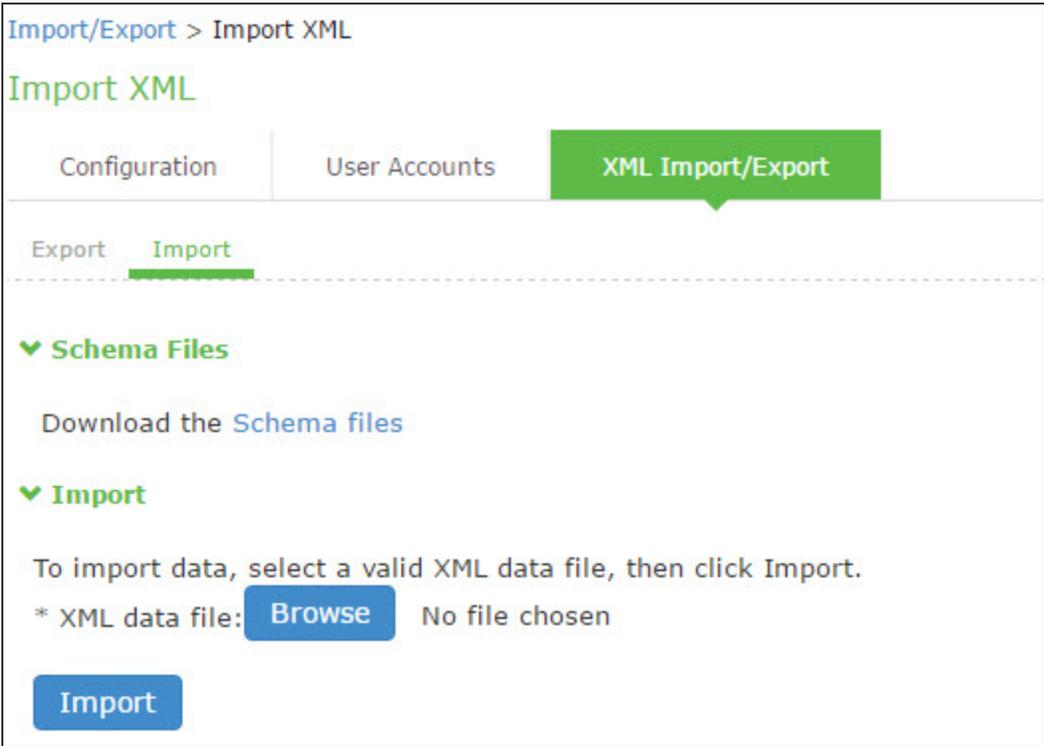 Import/Export > Import XML
Import XML
Configuration User Accounts XML Import/Export
Export Import
Schema Files
Download the Schema files
Import
To import data, select a valid XML data file, then click Import.
* XML data file: Browse No file chosen
Import